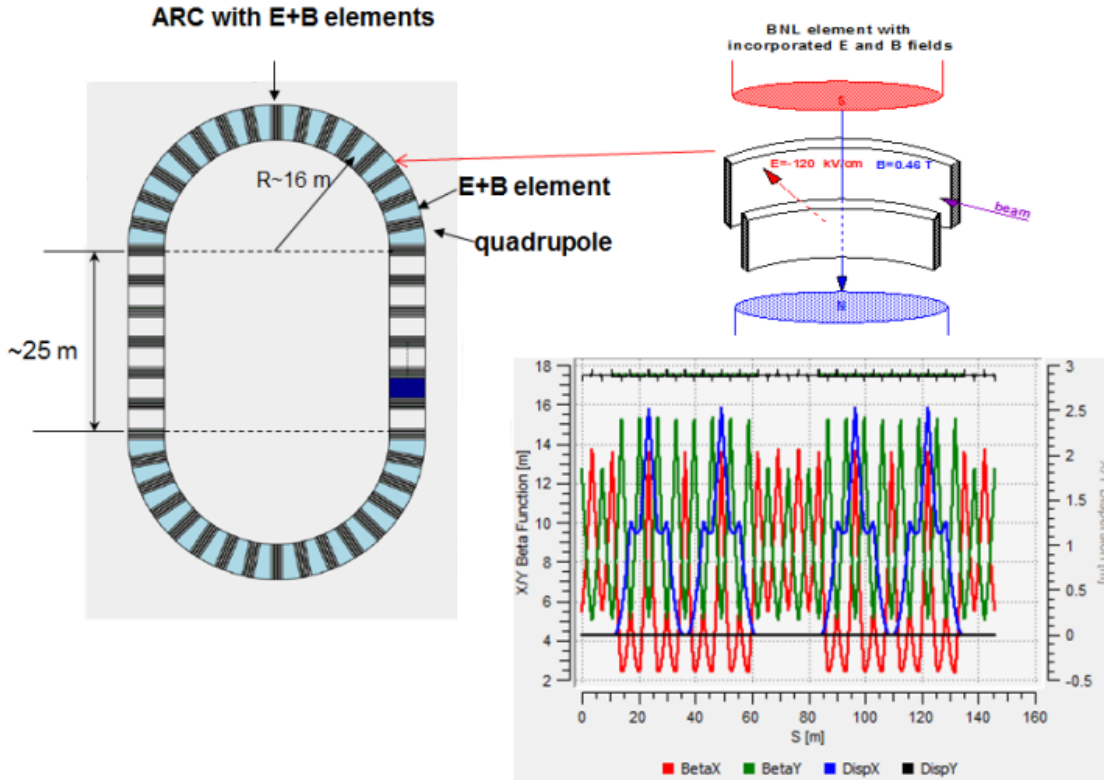 ARC with E+B elements
R~16 m
E+B element
quadrupole
~25 m
BNL element with
incorporated E and B fields
S
E=-120 kV/cm
B=0.46 T
beam
N
18
16
14
12
10
8
6
4
2
X/Y Beta Function [m]
3
2.5
2
1.5
1
0.5
0
-0.5
X/Y Dispersion [m]
0
20
40
60
80
100
120
140
160
S [m]
BetaX
BetaY
DispX
DispY